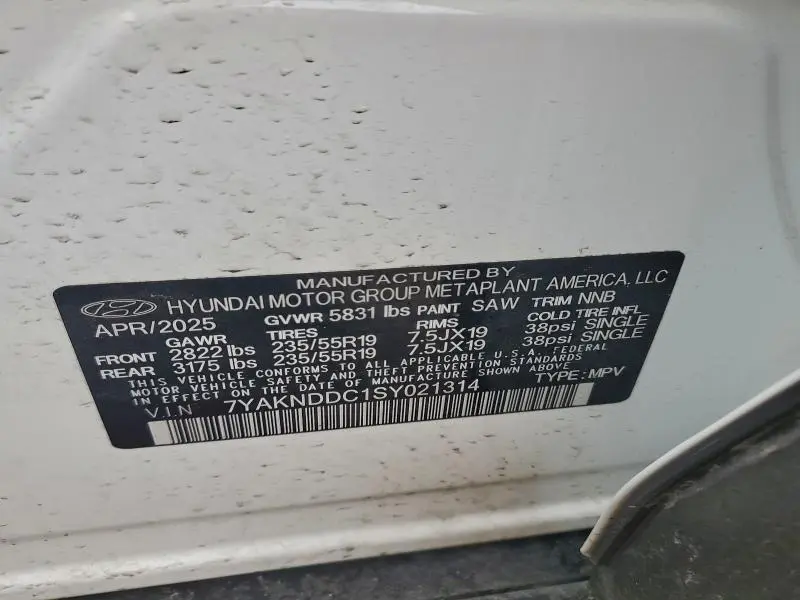 MANUFACTURED BY
HYUNDAI MOTOR GROUP METAPLANT AMERICA, LLC
APR/2025 GVWR 5831 lbs PAINT SAW TRIM NNB
GAWR TIRES RIMS COLD TIRE INFL
FRONT 2822 lbs 235/55R19 7.5JX19 38psi SINGLE
REAR 3175 lbs 235/55R19 7.5JX19 38psi SINGLE
THIS VEHICLE CONFORMS TO ALL APPLICABLE U.S.A. FEDERAL
MOTOR VEHICLE SAFETY AND THEFT PREVENTION STANDARDS
IN EFFECT ON THE DATE OF MANUFACTURE SHOWN ABOVE
V.I.N 7YAKNDDC1SY021314 TYPE : MPV